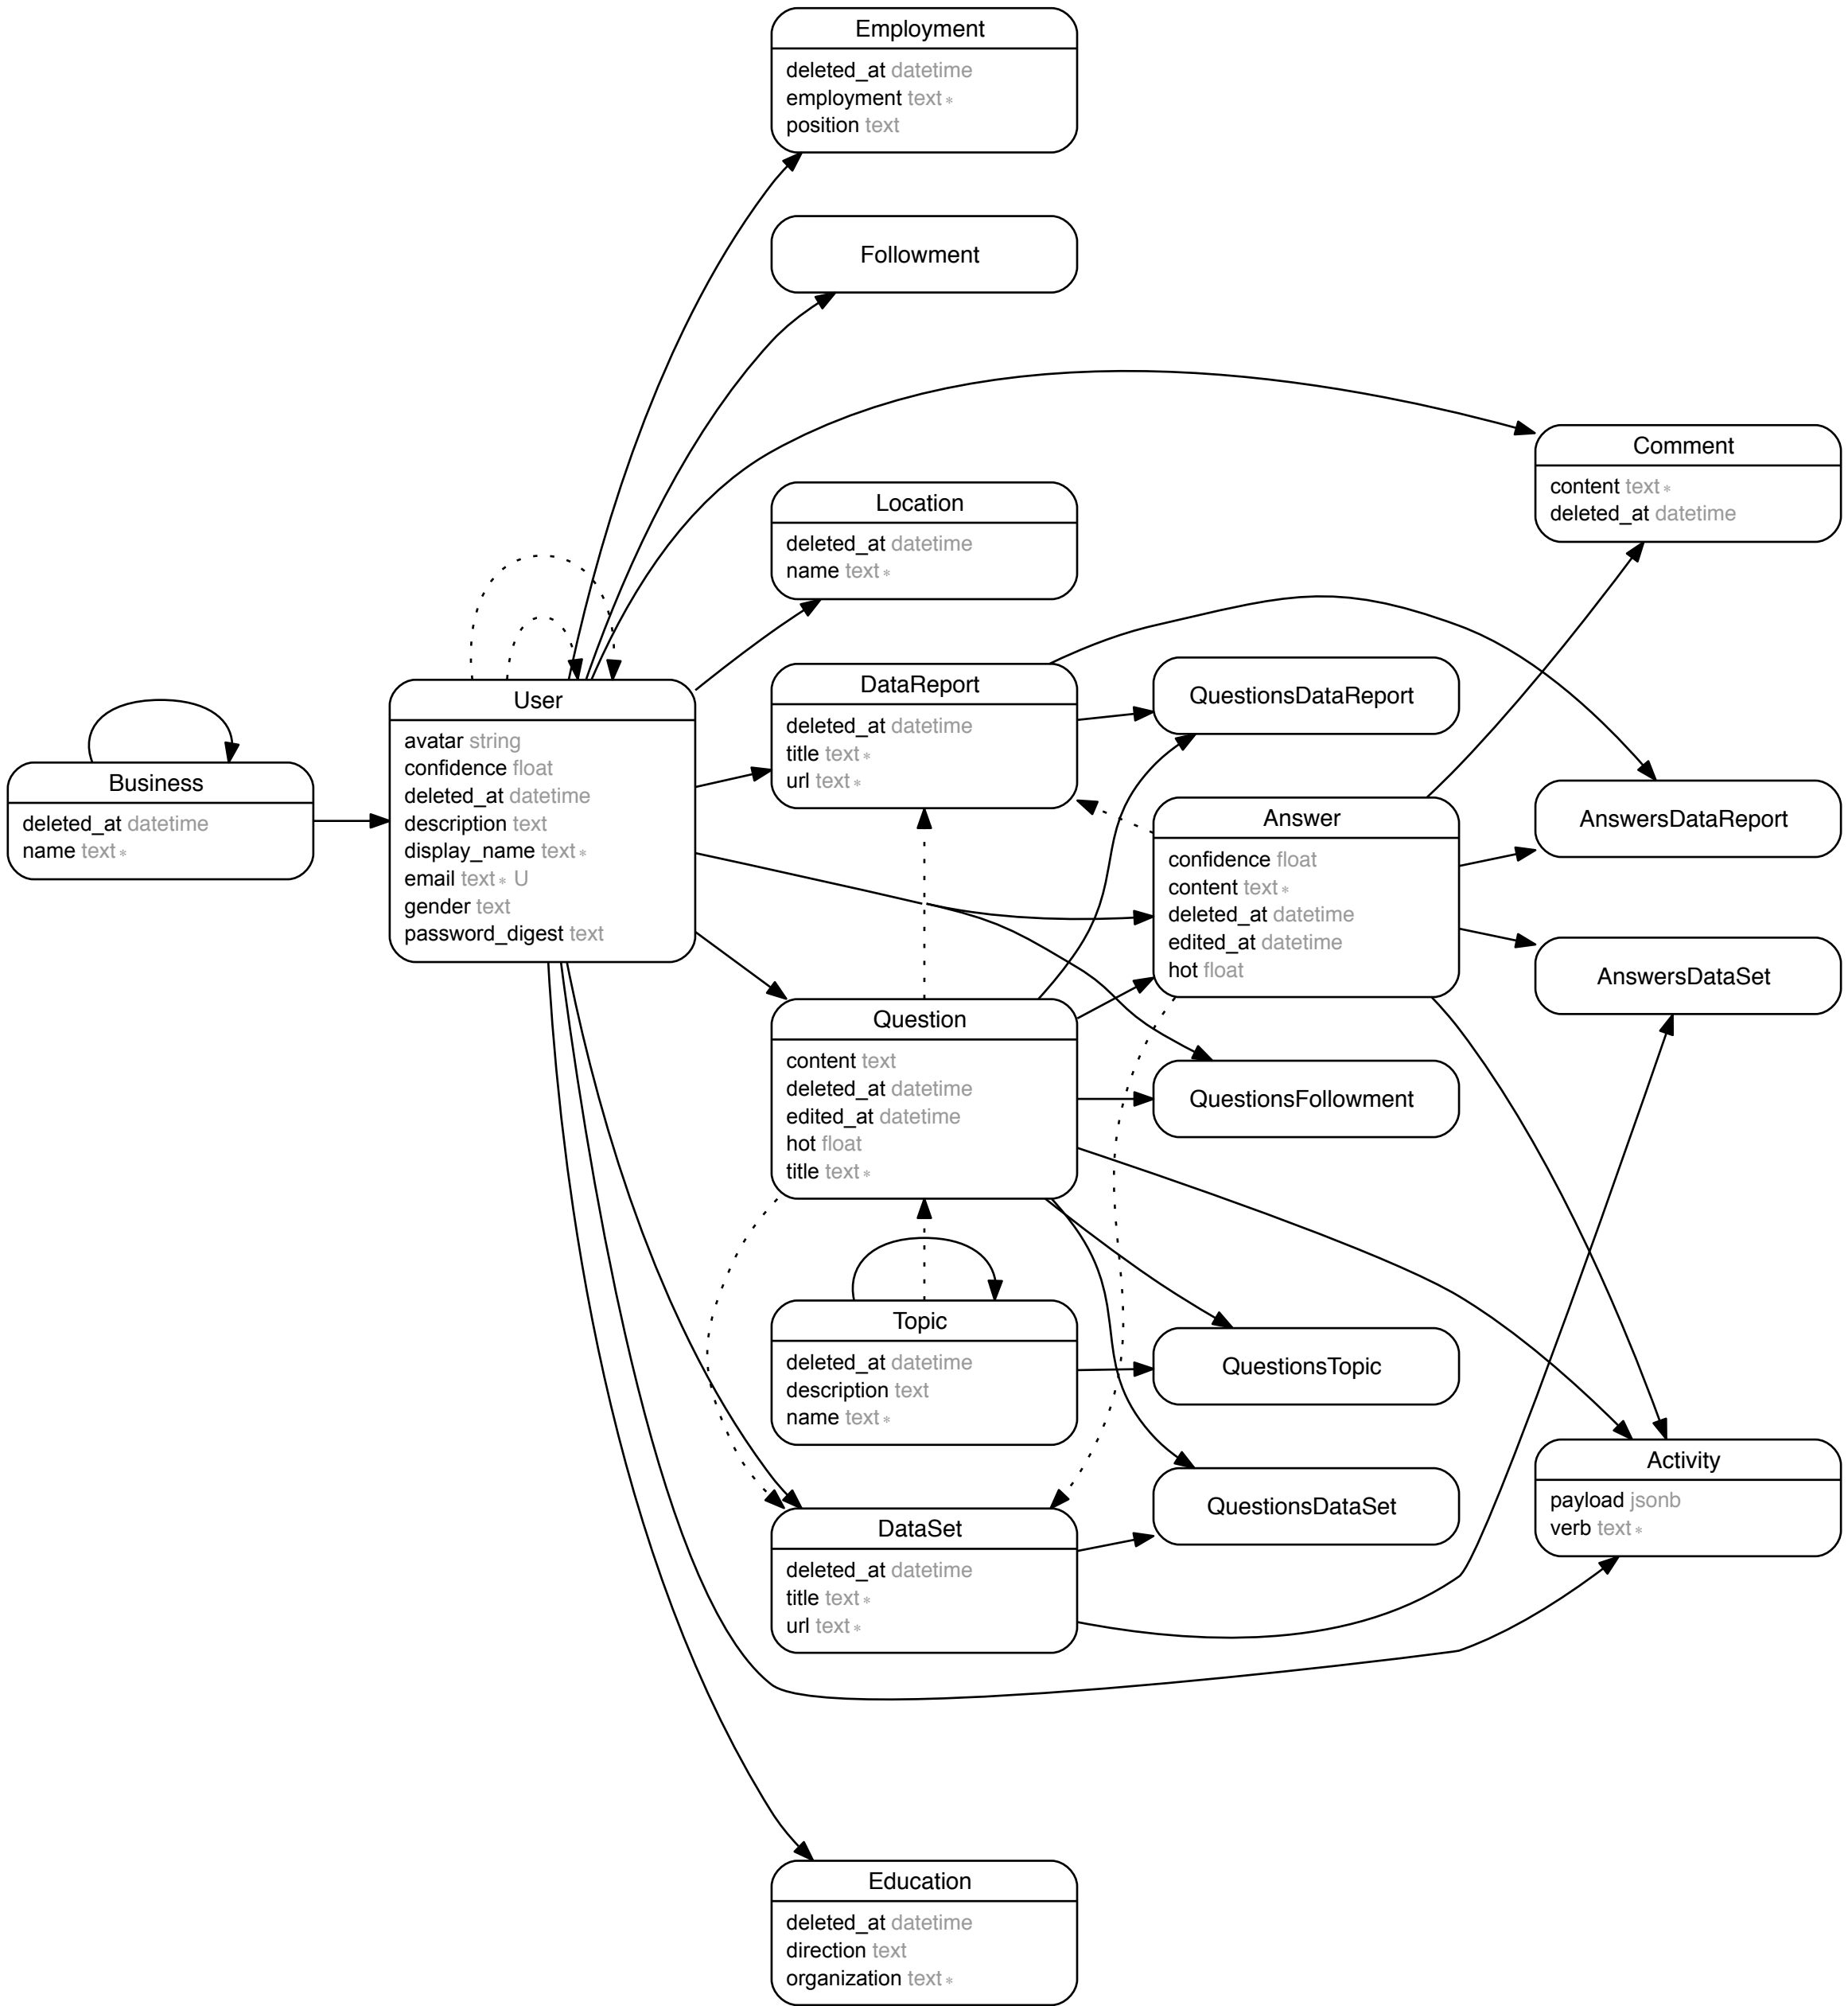 Employment
deleted_at datetime
employment text *
position text
Followment
Location
deleted_at datetime
name text *
Comment
content text *
deleted_at datetime
Business
deleted_at datetime
name text *
User
avatar string
confidence float
deleted_at datetime
description text
display_name text *
email text * U
gender text
password_digest text
DataReport
deleted_at datetime
title text *
url text *
QuestionsDataReport
Answer
confidence float
content text *
deleted_at datetime
edited_at datetime
hot float
AnswersDataReport
AnswersDataSet
Question
content text
deleted_at datetime
edited_at datetime
hot float
title text *
QuestionsFollowment
Topic
deleted_at datetime
description text
name text *
QuestionsTopic
DataSet
deleted_at datetime
title text *
url text *
QuestionsDataSet
Activity
payload jsonb
verb text *
Education
deleted_at datetime
direction text
organization text *